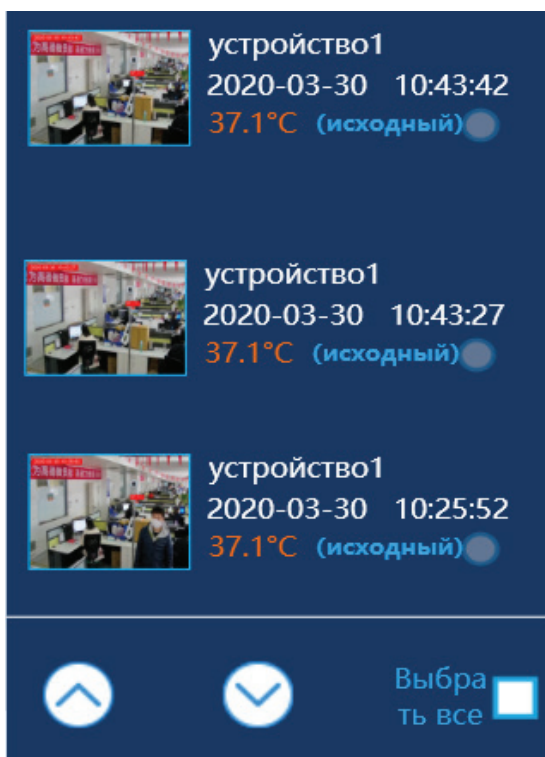 устройство1
2020-03-30 10:43:42
37.1°C (исходный)
устройство1
2020-03-30 10:43:27
37.1°C (исходный)
устройство1
2020-03-30 10:25:52
37.1°C (исходный)
Выбра
ть все